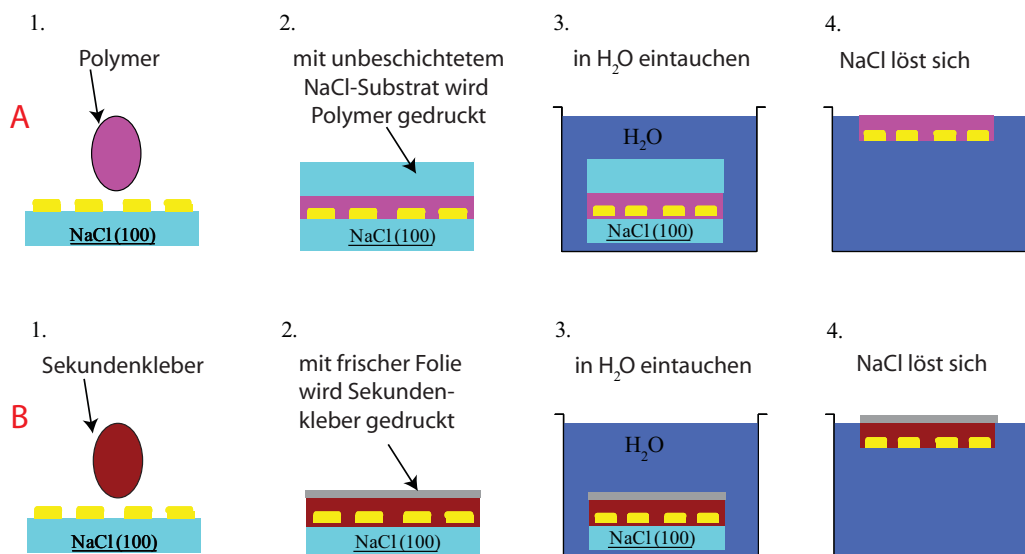 1.
Polymer
A
NaCl(100)
2.
mit unbeschichtetem
NaCl-Substrat wird
Polymer gedruckt
NaCl(100)
3.
in H₂O eintauchen
H₂O
NaCl(100)
4.
NaCl löst sich
1.
Sekundenkleber
B
NaCl(100)
2.
mit frischer Folie
wird Sekunden-
kleber gedruckt
NaCl(100)
3.
in H₂O eintauchen
H₂O
NaCl(100)
4.
NaCl löst sich